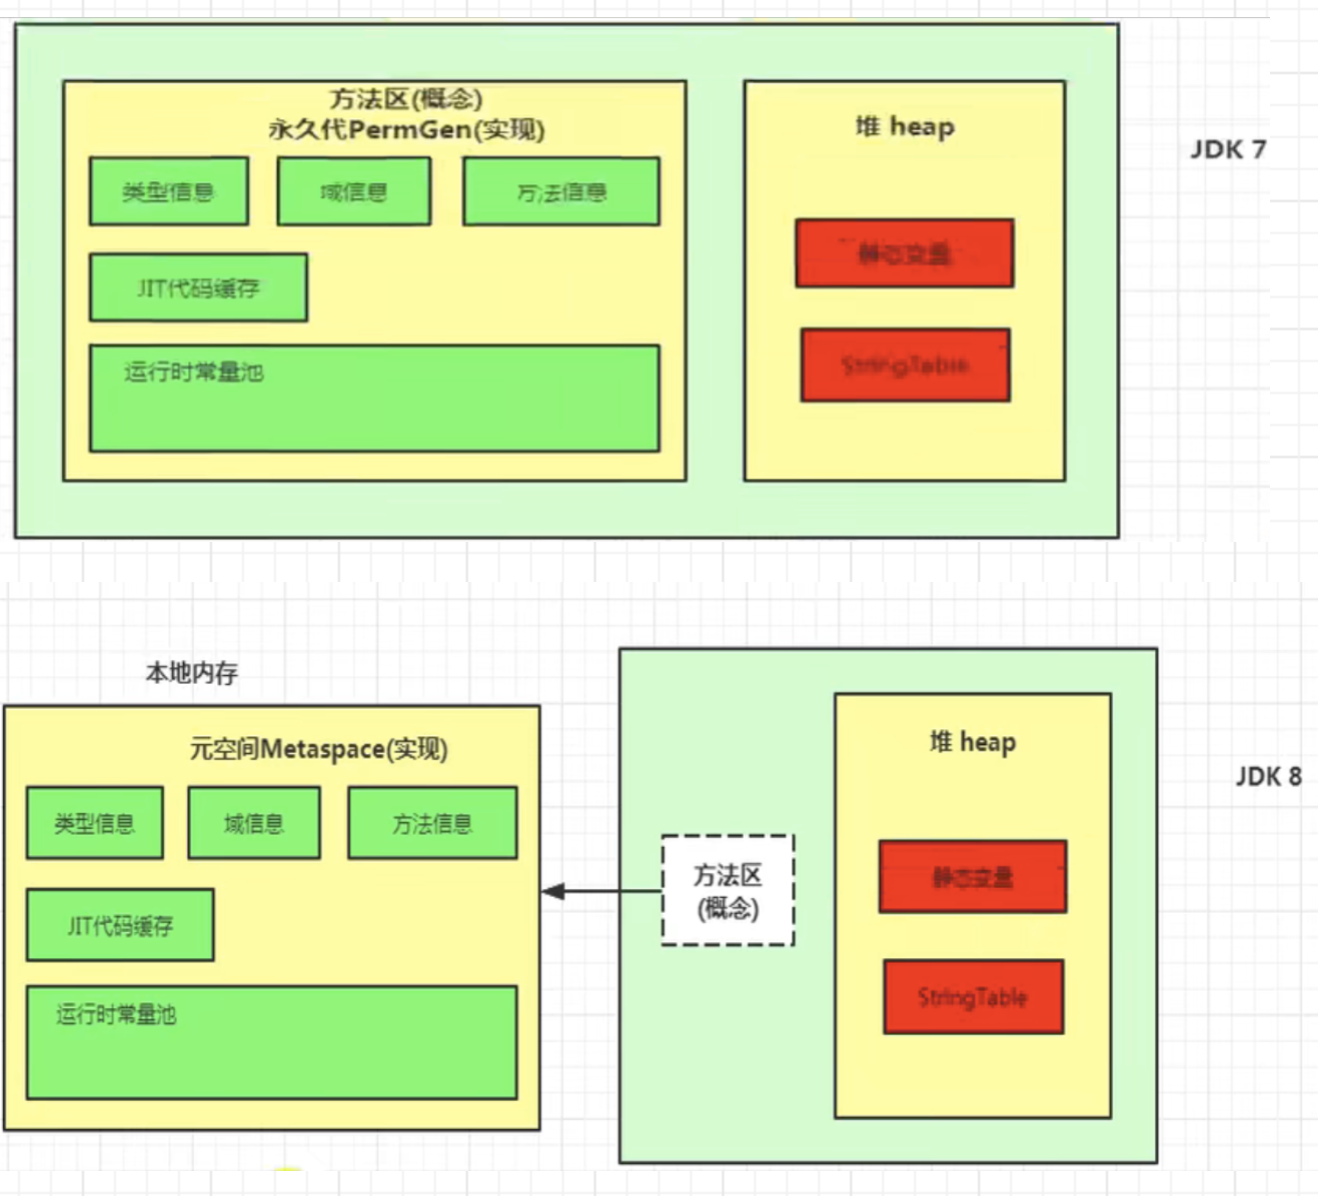 方法区(概念)
永久代PermGen(实现)
类型信息
域信息
方法信息
JIT代码缓存
运行时常量池
堆 heap
静态变量
StringTable
JDK 7
本地内存
元空间Metaspace(实现)
类型信息
域信息
方法信息
JIT代码缓存
运行时常量池
方法区
(概念)
堆 heap
静态变量
StringTable
JDK 8